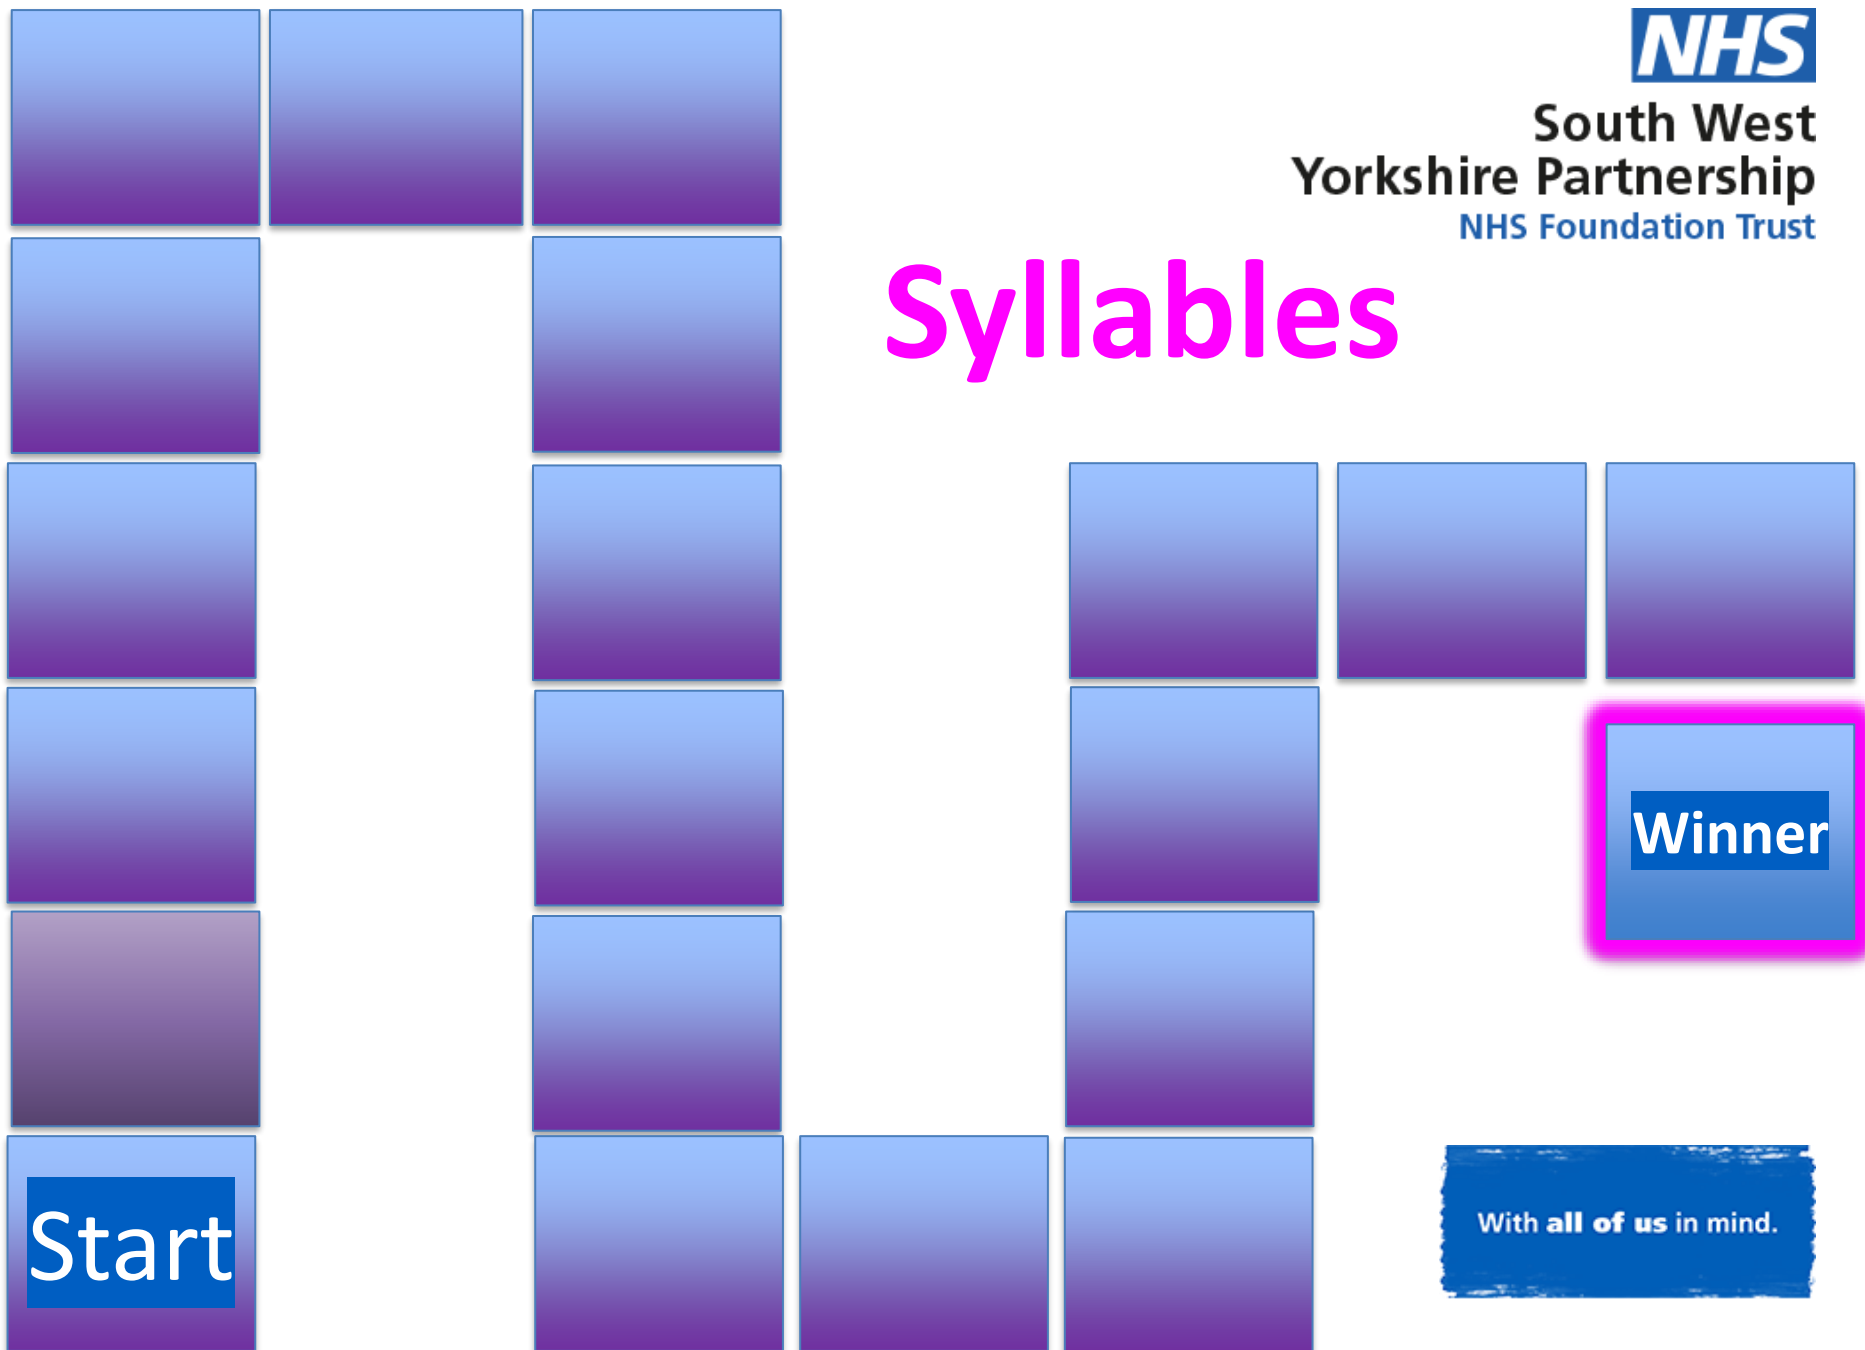 NHS
South West
Yorkshire Partnership
NHS Foundation Trust
Syllables
Winner
Start
With all of us in mind.